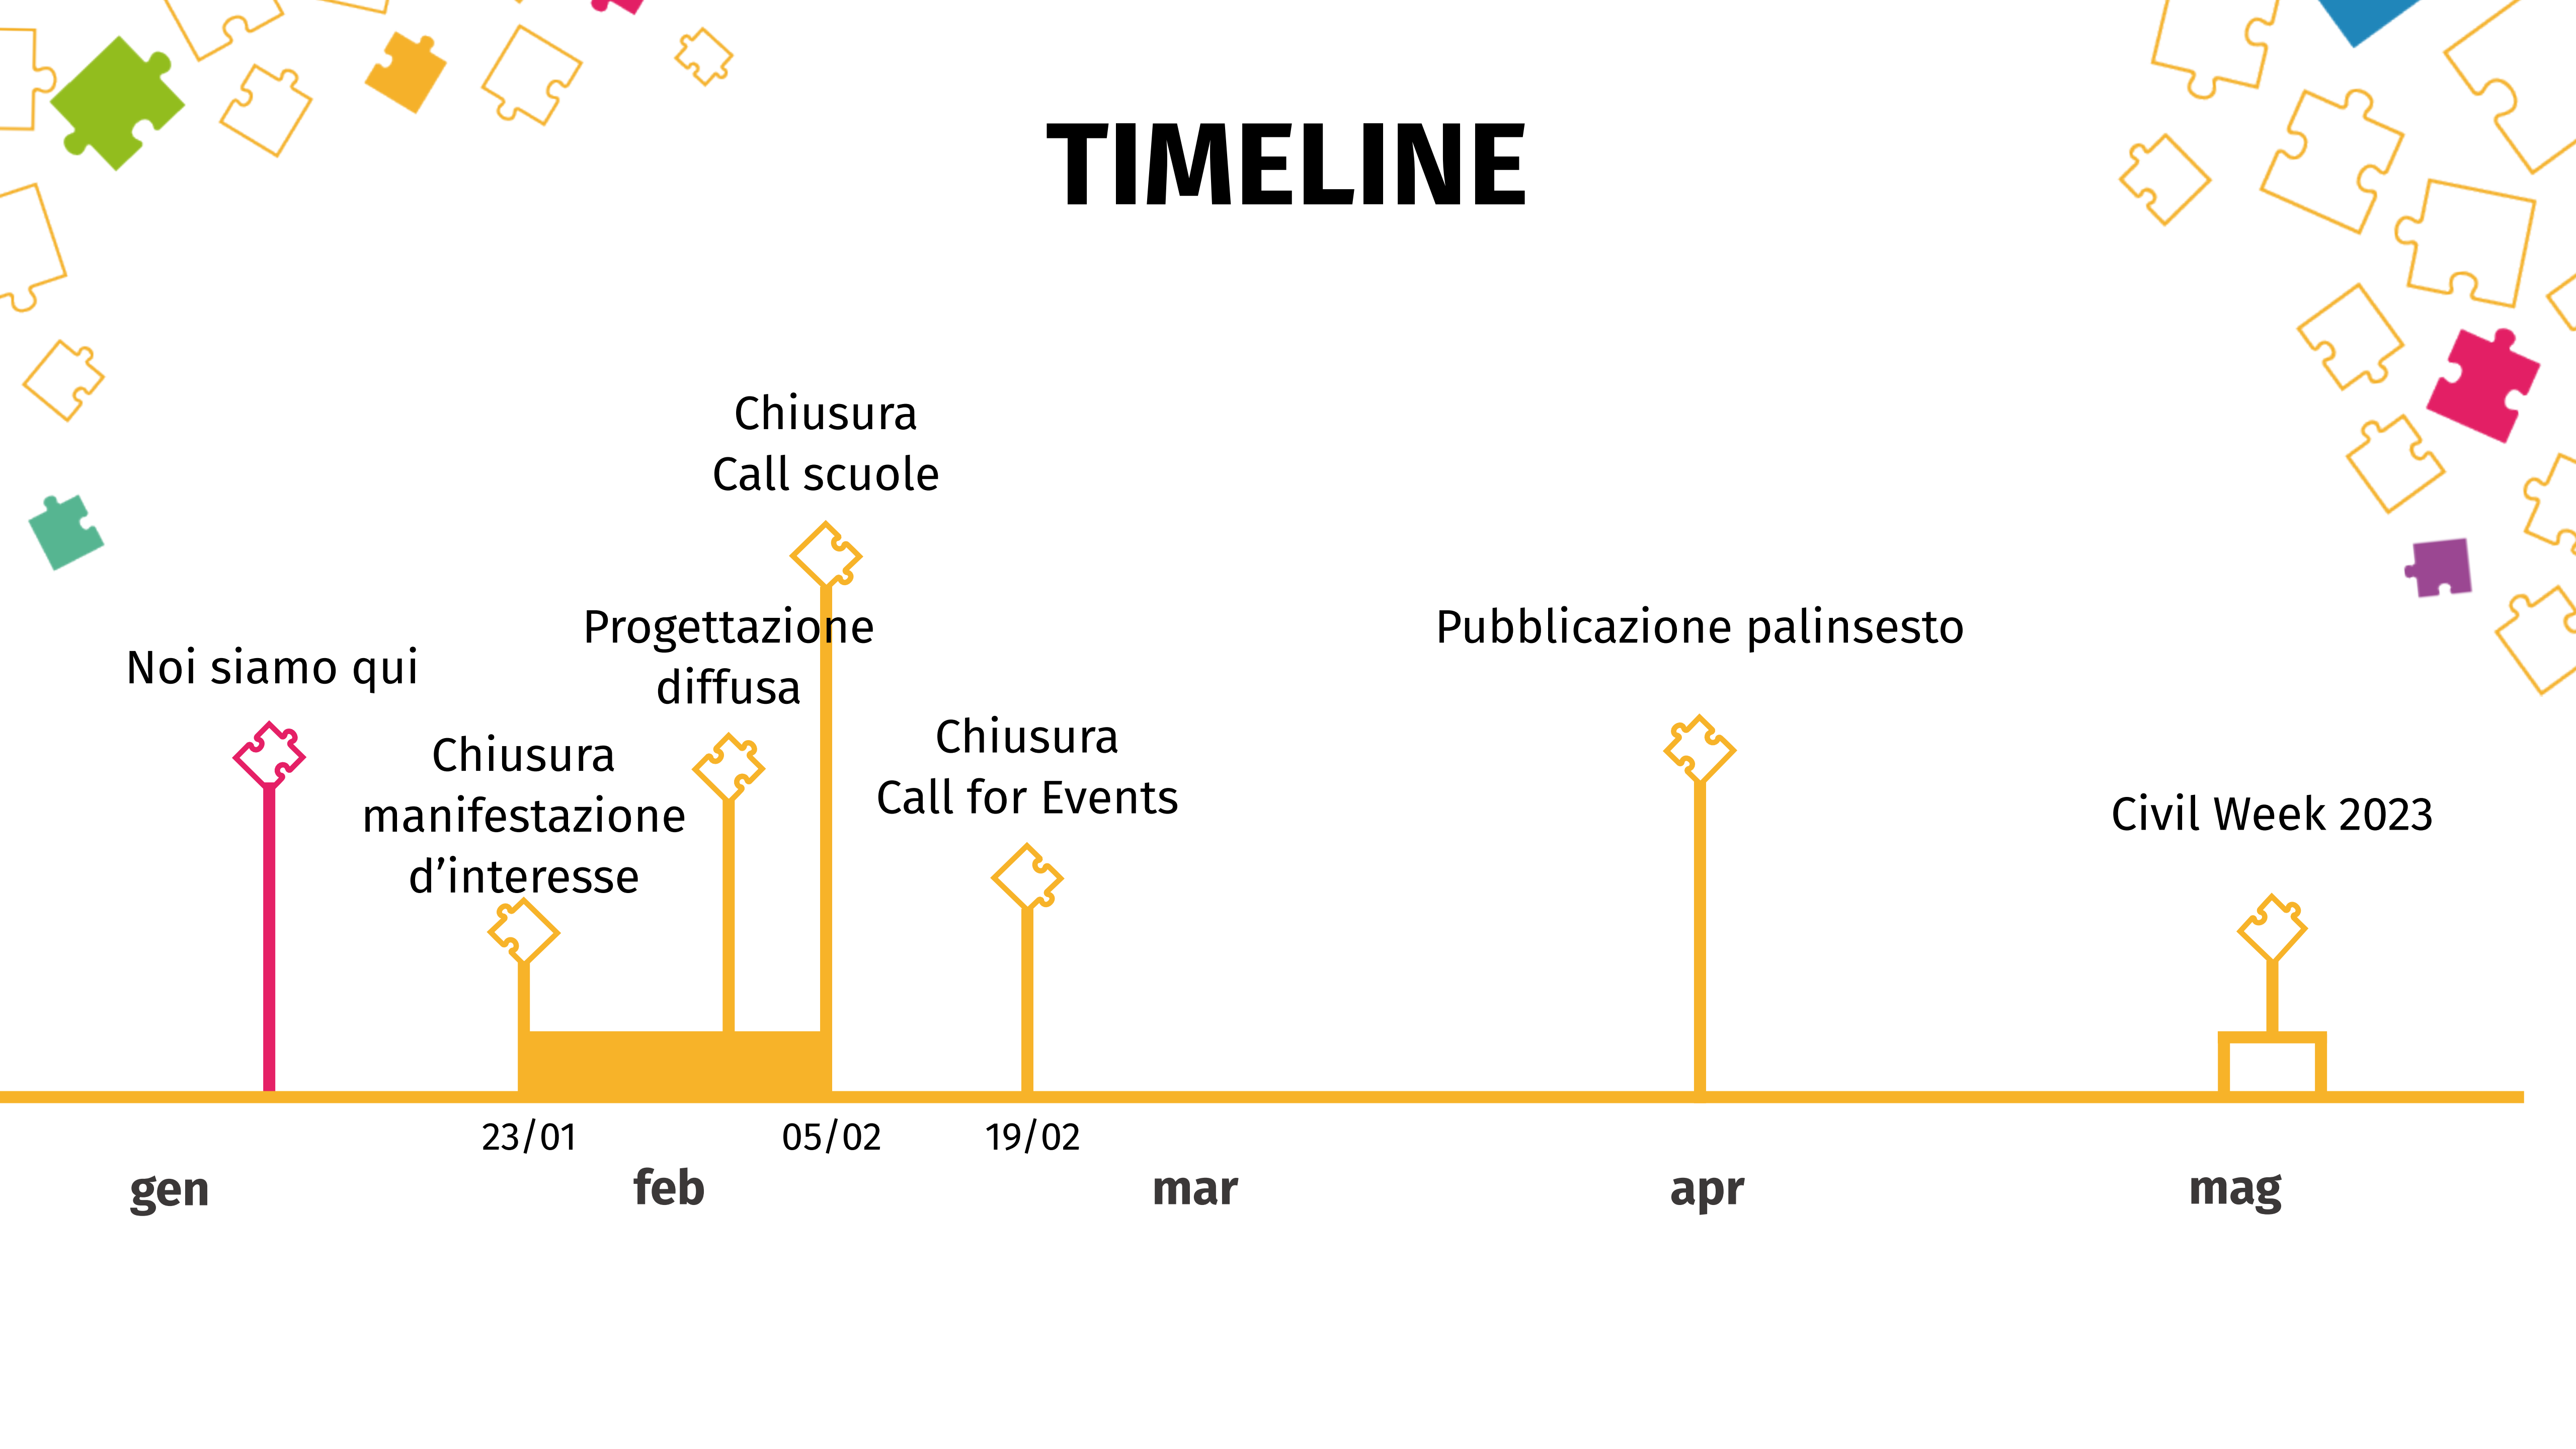 TIMELINE
Chiusura
Call scuole
Progettazione
diffusa
Noi siamo qui
Chiusura
manifestazione
d’interesse
Chiusura
Call for Events
Pubblicazione palinsesto
Civil Week 2023
23/01
05/02
19/02
gen
feb
mar
apr
mag